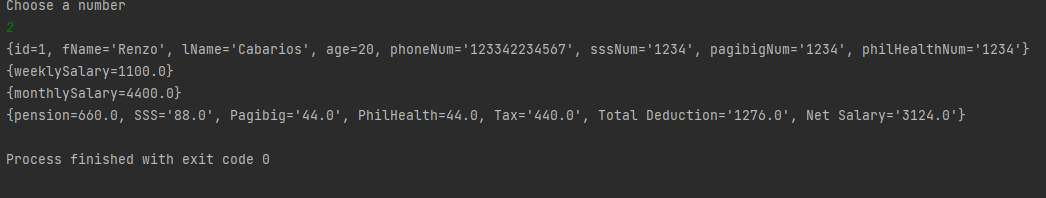 Choose a number
2
{id=1, fName='Renzo', lName='Cabarios', age=20, phoneNum='123342234567', sssNum='1234', pagibigNum='1234', philHealthNum='1234'}
{weeklySalary=1100.0}
{monthlySalary=4400.0}
{pension=660.0, SSS='88.0', Pagibig='44.0', PhilHealth=44.0, Tax='440.0', Total Deduction='1276.0', Net Salary='3124.0'}
Process finished with exit code 0